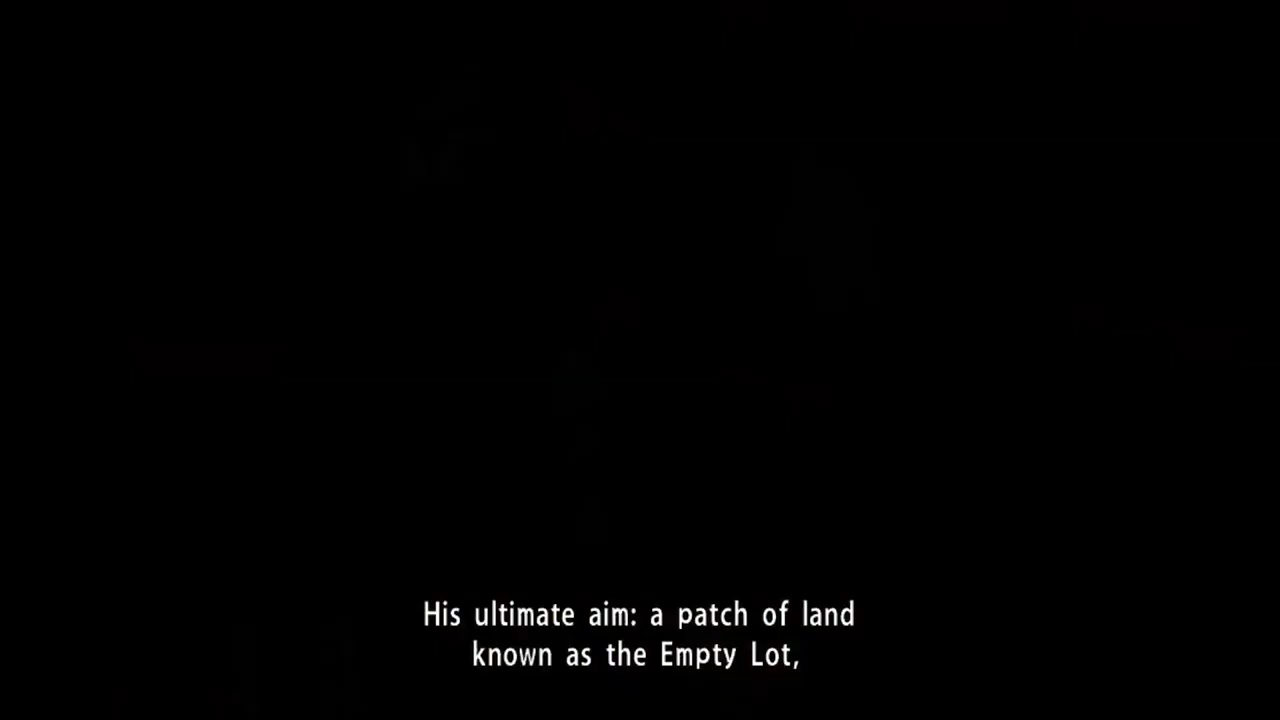 His ultimate aim: a patch of land
known as the Empty Lot,